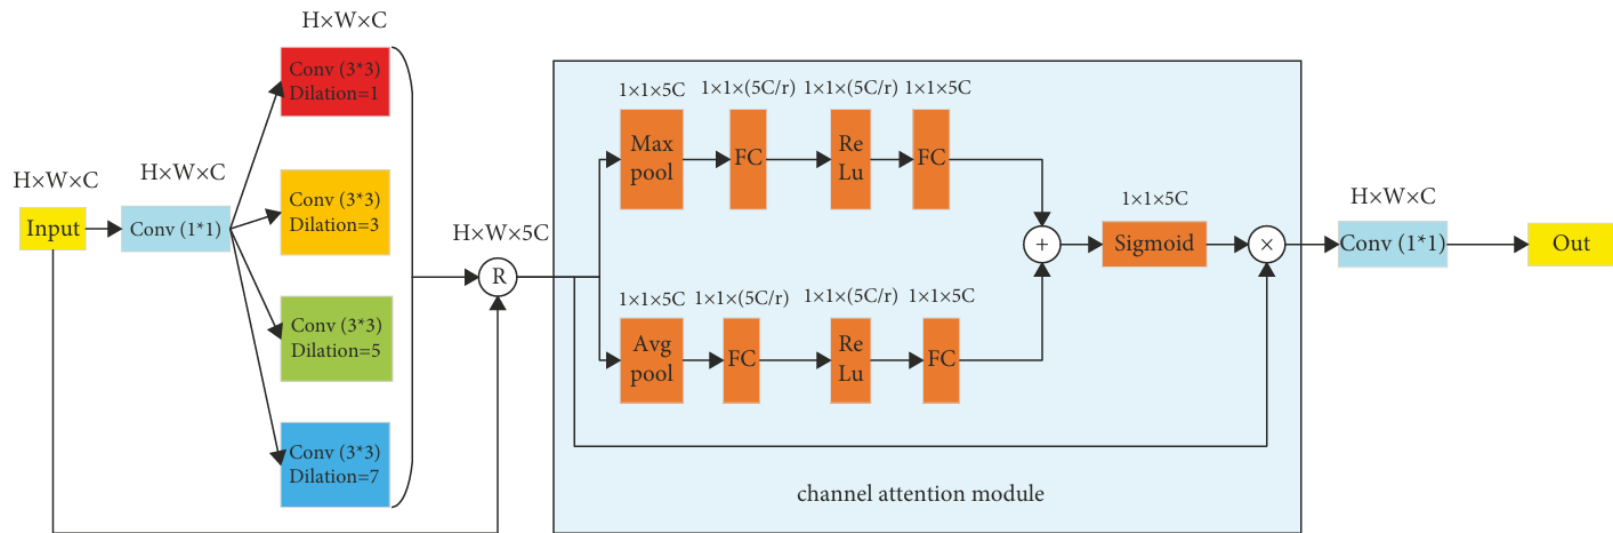 H×W×C
Input
H×W×C
Conv (1*1)
H×W×C
Conv (3*3)
Dilation=1
Conv (3*3)
Dilation=3
Conv (3*3)
Dilation=5
Conv (3*3)
Dilation=7
H×W×5C
R
1×1×5C
Max
pool
1×1×(5C/r)
FC
1×1×(5C/r)
Re
Lu
1×1×5C
FC
1×1×5C
Avg
pool
1×1×(5C/r)
FC
1×1×(5C/r)
Re
Lu
1×1×5C
FC
+
1×1×5C
Sigmoid
×
channel attention module
H×W×C
Conv (1*1)
Out